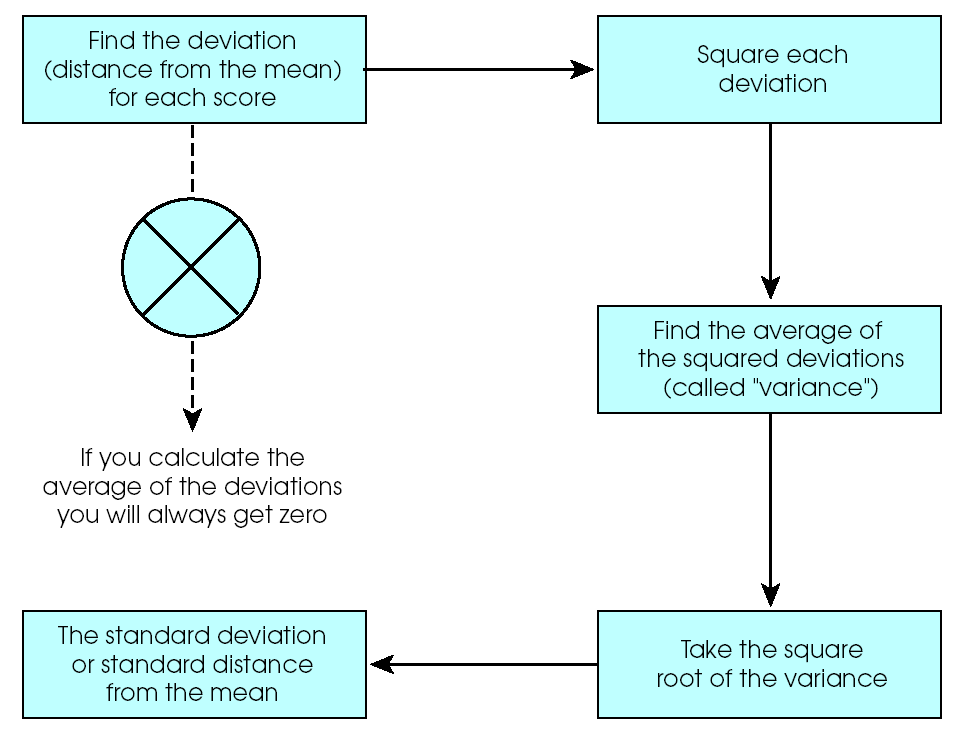 Find the deviation
(distance from the mean)
for each score
Square each
deviation
Find the average of
the squared deviations
(called "variance")
If you calculate the
average of the deviations
you will always get zero
The standard deviation
or standard distance
from the mean
Take the square
root of the variance